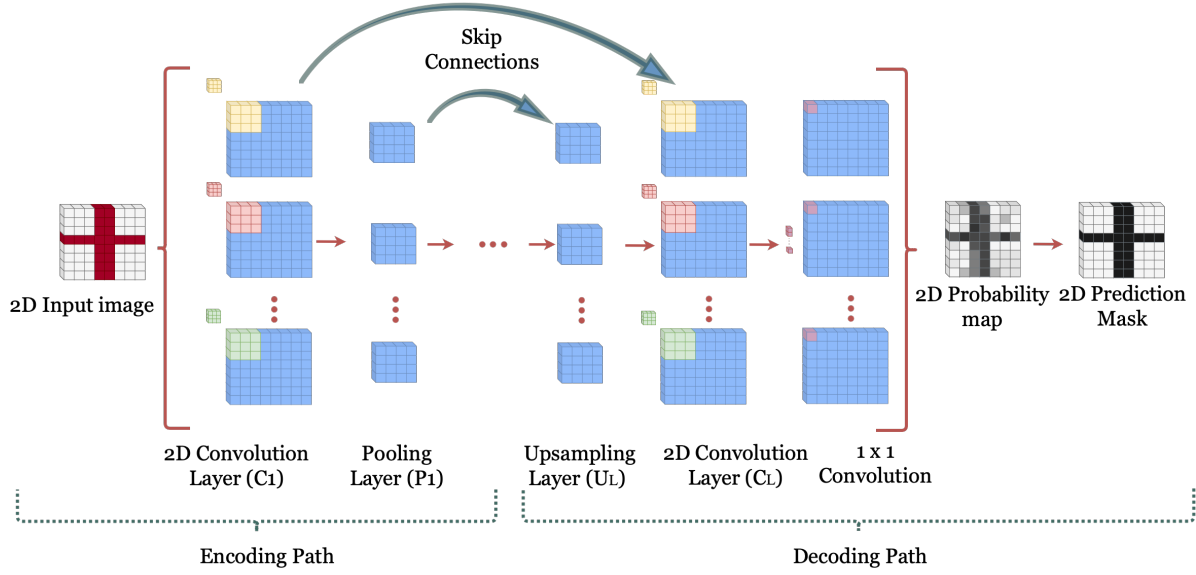 Skip
Connections
2D Input image
2D Probability
map
2D Prediction
Mask
2D Convolution
Layer (C1)
Pooling
Layer (P1)
Upsampling
Layer (UL)
2D Convolution
Layer (CL)
1 x 1
Convolution
Encoding Path
Decoding Path